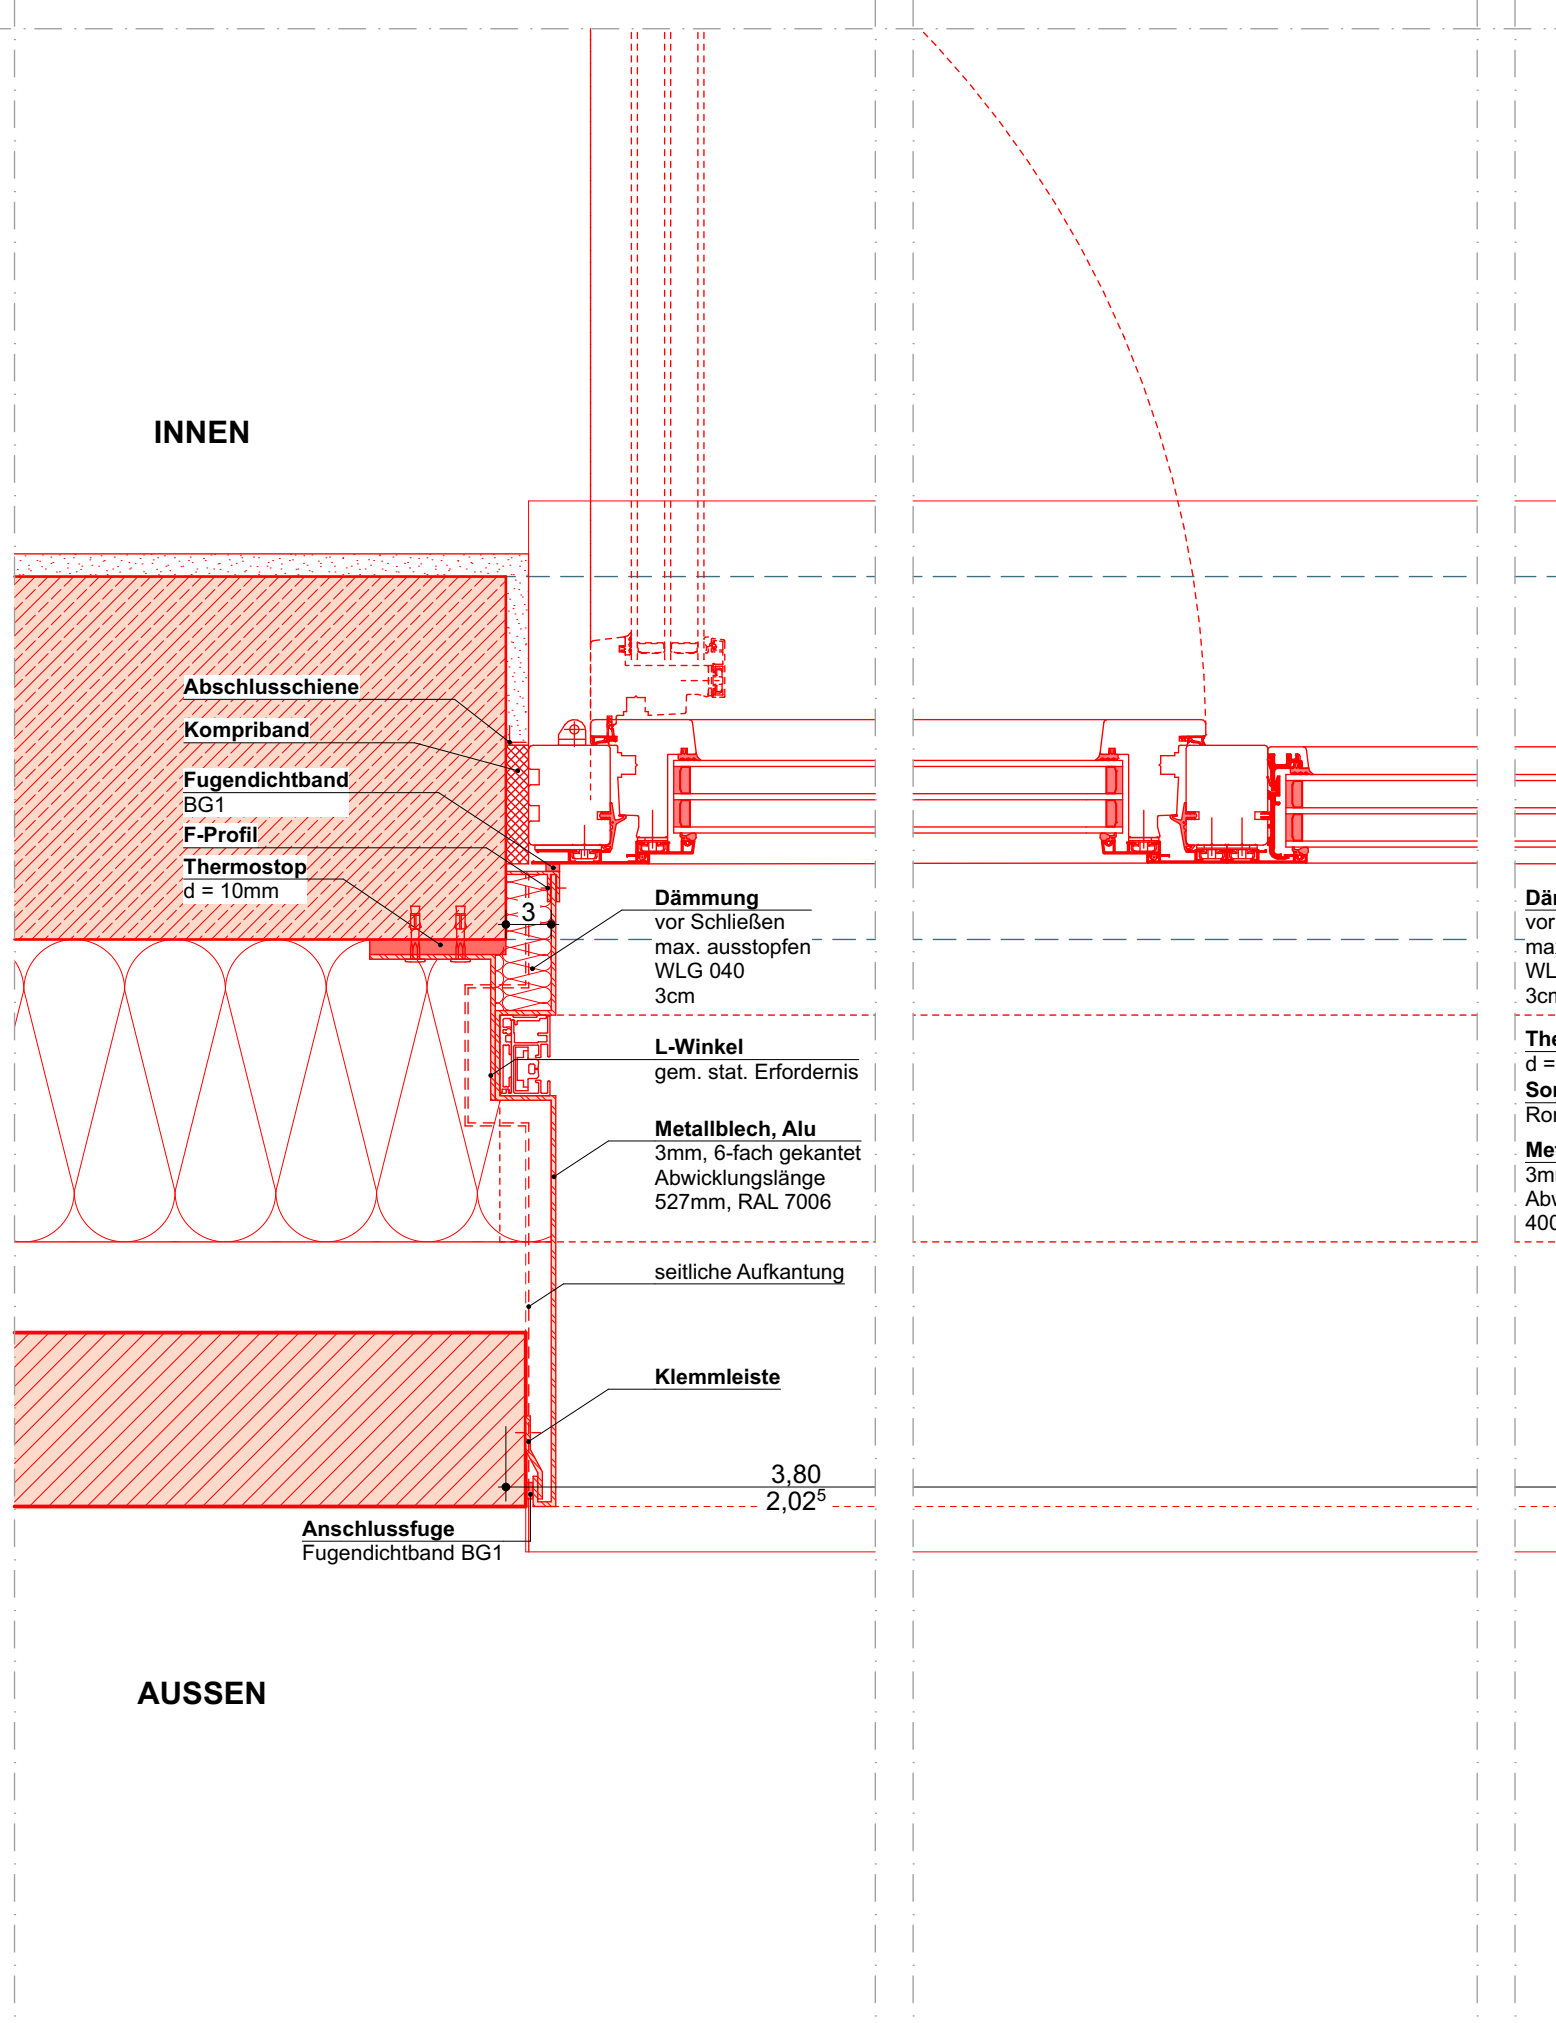 INNEN
Abschlusschiene
Kompriband
Fugendichtband
BG1
F-Profil
Thermostop
d = 10mm
3
Dämmung
vor Schließen
max. ausstopfen
WLG 040
3cm
L-Winkel
gem. stat. Erfordernis
Metallblech, Alu
3mm, 6-fach gekantet
Abwicklungslänge
527mm, RAL 7006
seitliche Aufkantung
Klemmleiste
3,80
2,02⁵
Anschlussfuge
Fugendichtband BG1
AUSSEN
vor
d =
400